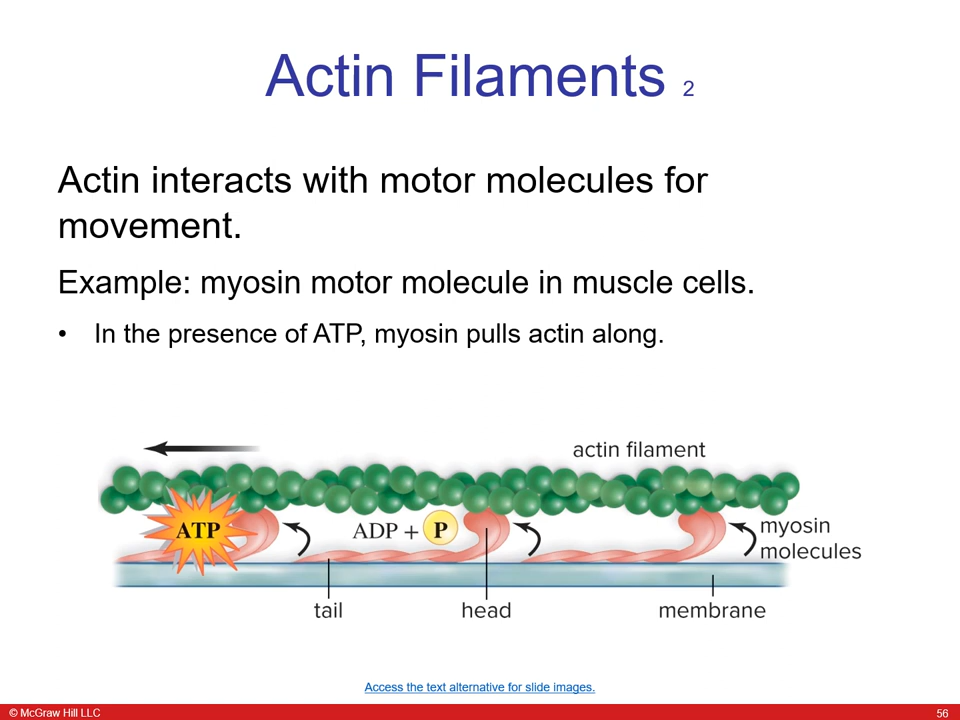 Actin Filaments 2
Actin interacts with motor molecules for
movement.
Example: myosin motor molecule in muscle cells.
• In the presence of ATP, myosin pulls actin along.
actin filament
ATP
ADP + P
myosin
molecules
tail
head
membrane
Access the text alternative for slide images.
© McGraw Hill LLC
56